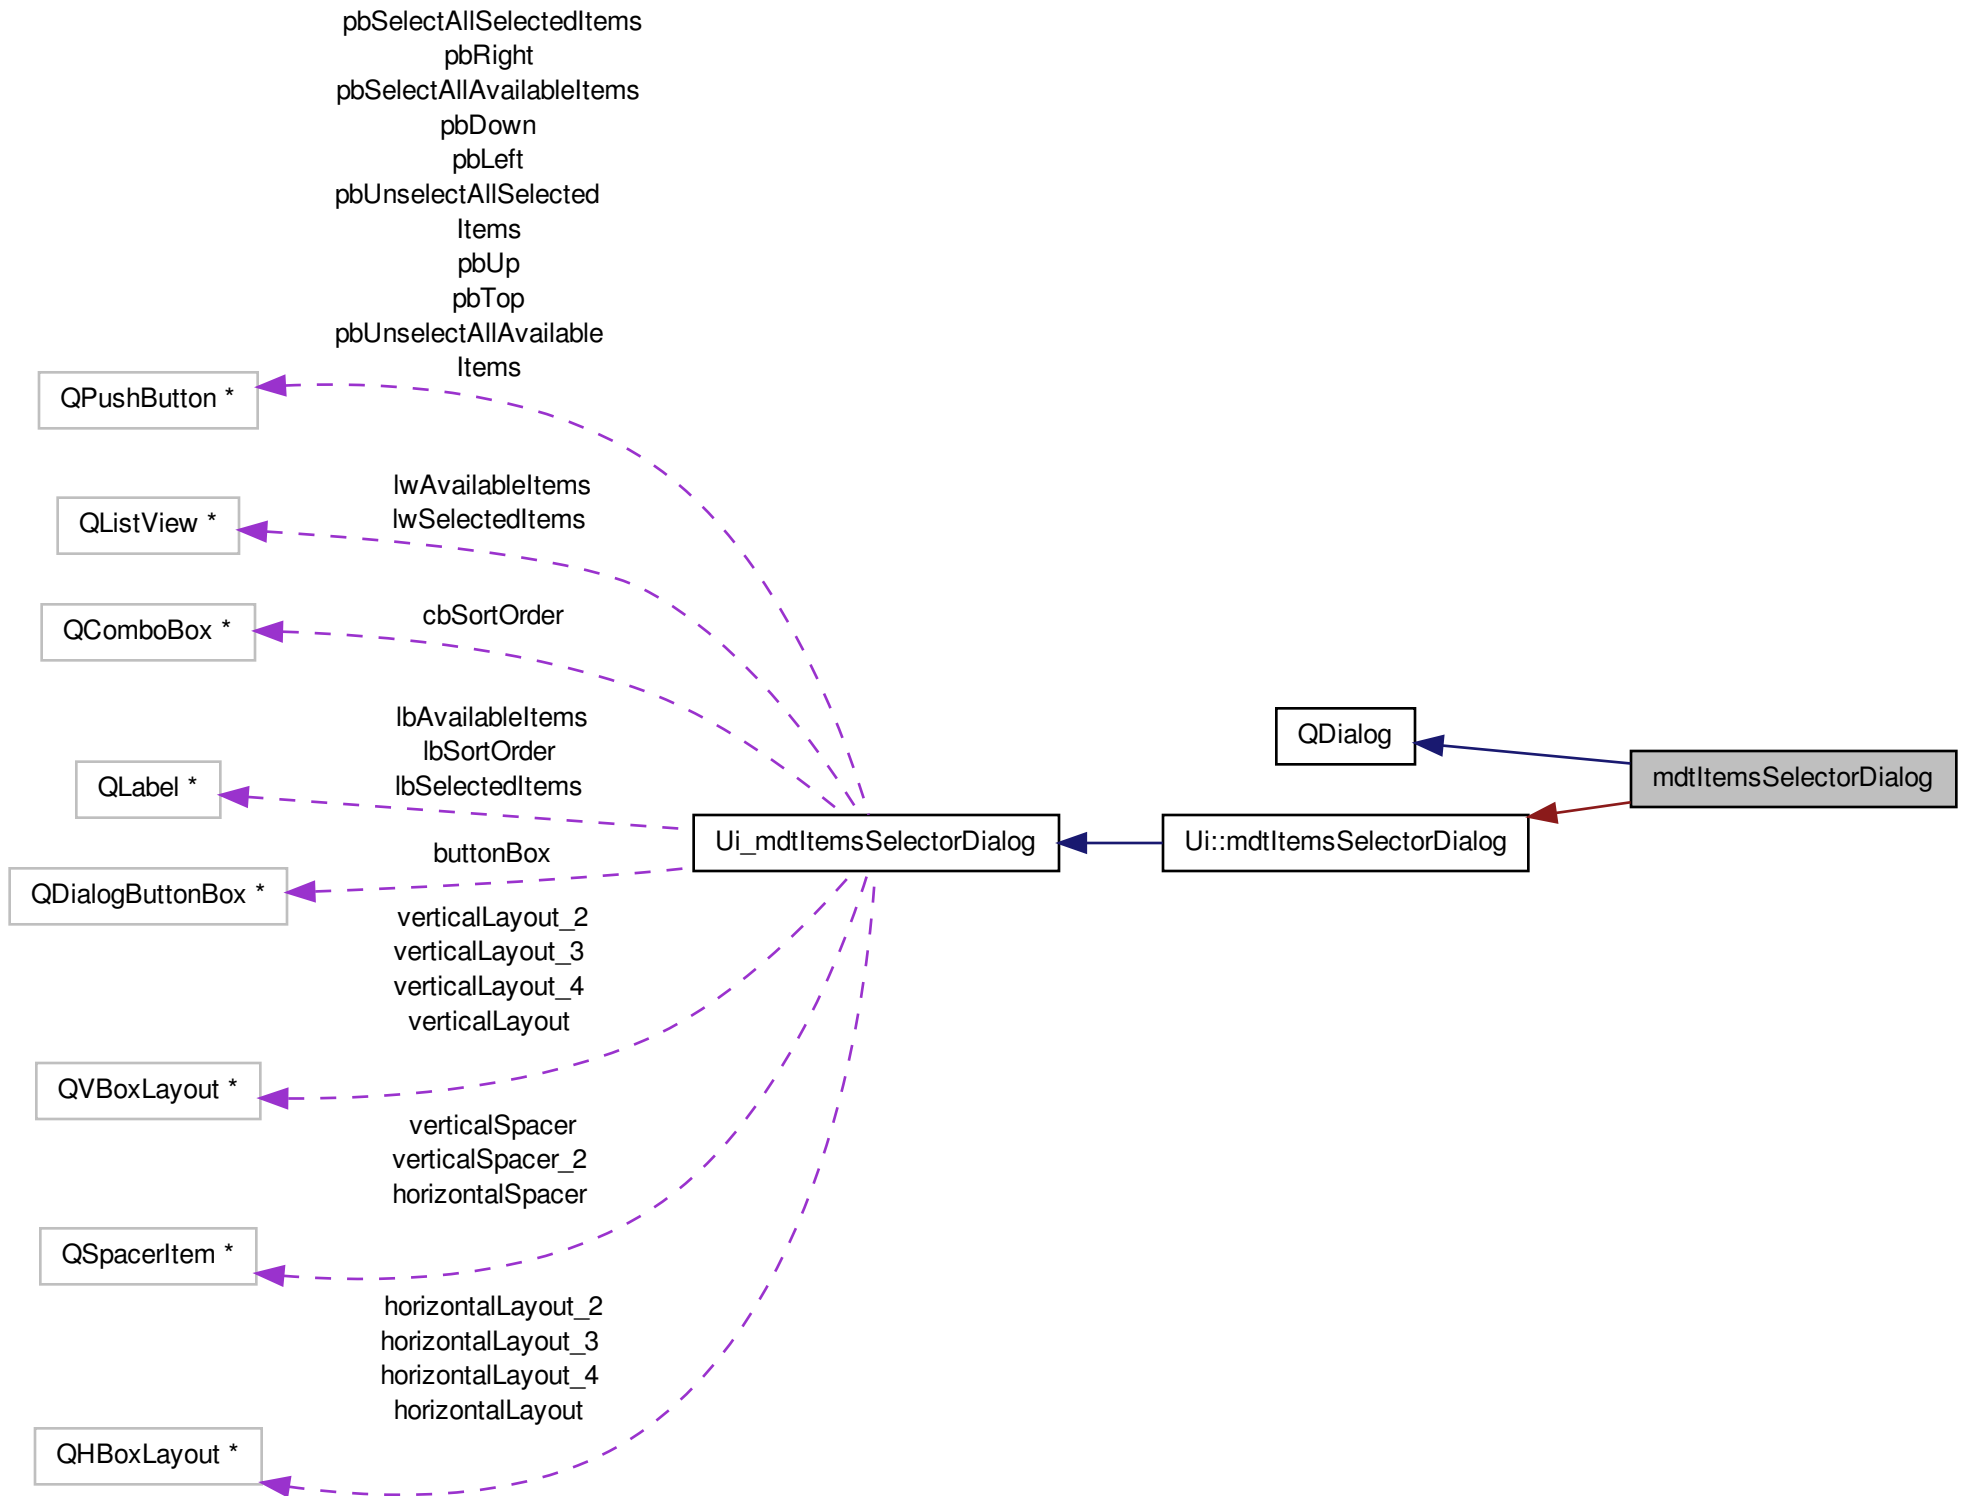 pbSelectAllSelectedItems
pbRight
pbSelectAllAvailableItems
pbDown
pbLeft
pbUnselectAllSelected
Items
pbUp
pbTop
pbUnselectAllAvailable
Items
QPushButton *
lwAvailableItems
lwSelectedItems
QListView *
cbSortOrder
QComboBox *
lbAvailableItems
lbSortOrder
lbSelectedItems
QLabel *
buttonBox
QDialogButtonBox *
verticalLayout_2
verticalLayout_3
verticalLayout_4
verticalLayout
QVBoxLayout *
verticalSpacer
verticalSpacer_2
horizontalSpacer
QSpacerItem *
horizontalLayout_2
horizontalLayout_3
horizontalLayout_4
horizontalLayout
QHBoxLayout *
Ui_mdtItemsSelectorDialog
QDialog
Ui::mdtItemsSelectorDialog
mdtItemsSelectorDialog